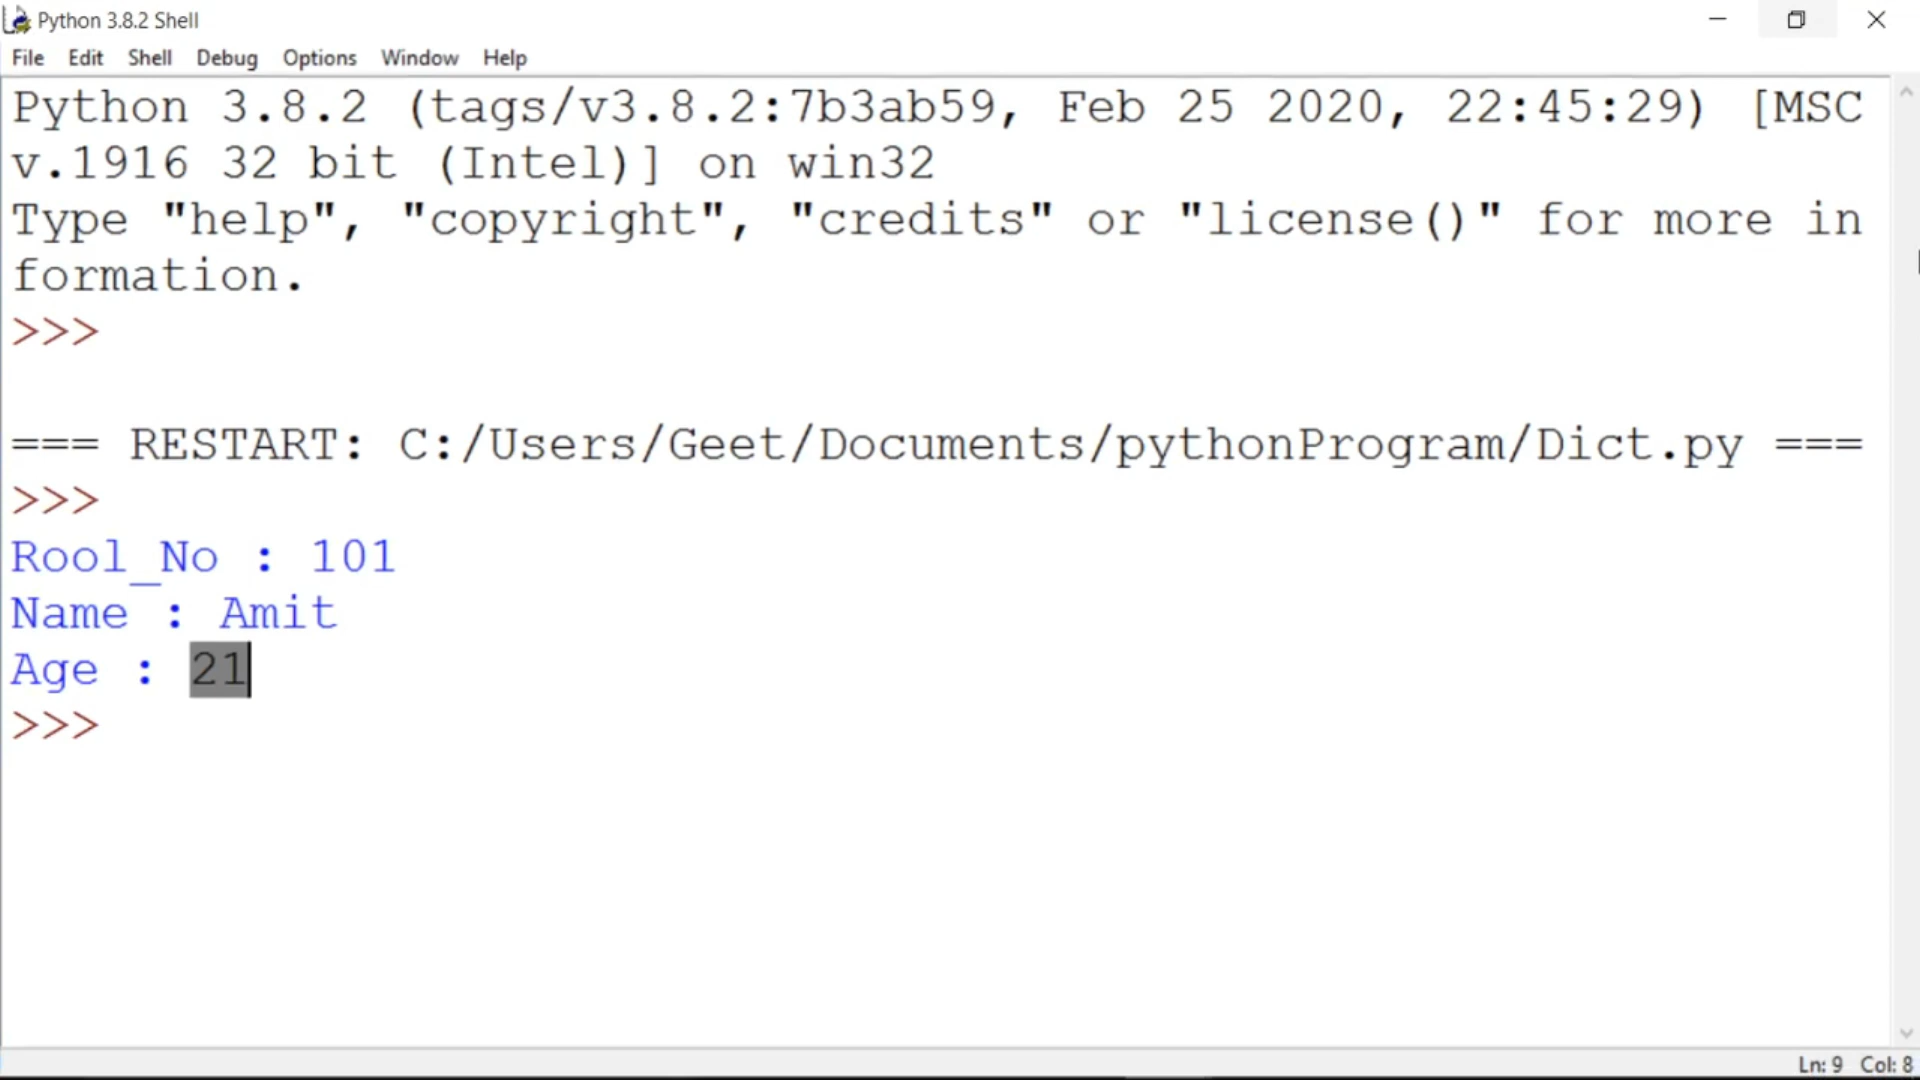 Python 3.8.2 Shell
File Edit Shell Debug Options Window Help
Python 3.8.2 (tags/v3.8.2:7b3ab59, Feb 25 2020, 22:45:29) [MSC
v.1916 32 bit (Intel)] on win32
Type "help", "copyright", "credits" or "license()" for more in
formation.
>>>
=== RESTART: C:/Users/Geet/Documents/pythonProgram/Dict.py ===
>>>
Rool_No : 101
Name : Amit
Age : 21
>>>
Ln: 9 Col: 8